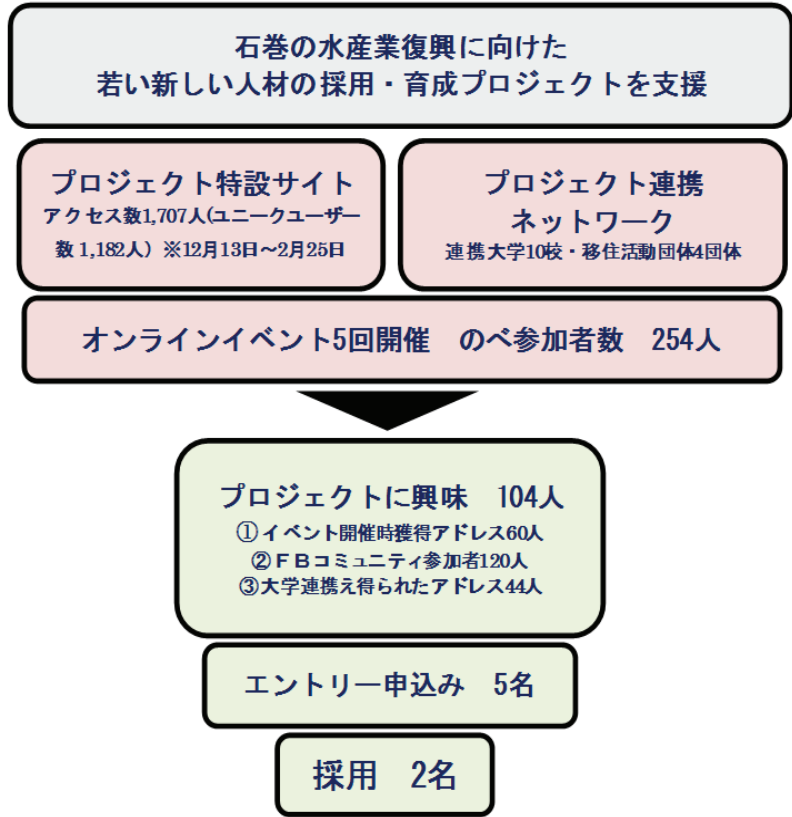 石巻の水産業復興に向けた
若い新しい人材の採用・育成プロジェクトを支援
プロジェクト特設サイト
アクセス数1,707人(ユニークユーザー
数1,182人）※12月13日～2月25日
プロジェクト連携
ネットワーク
連携大学10校・移住活動団体4団体
オンラインイベント5回開催　のべ参加者数　254人
プロジェクトに興味　104人
①イベント開催時獲得アドレス60人
②ＦＢコミュニティ参加者120人
③大学連携え得られたアドレス44人
エントリー申込み　5名
採用　2名